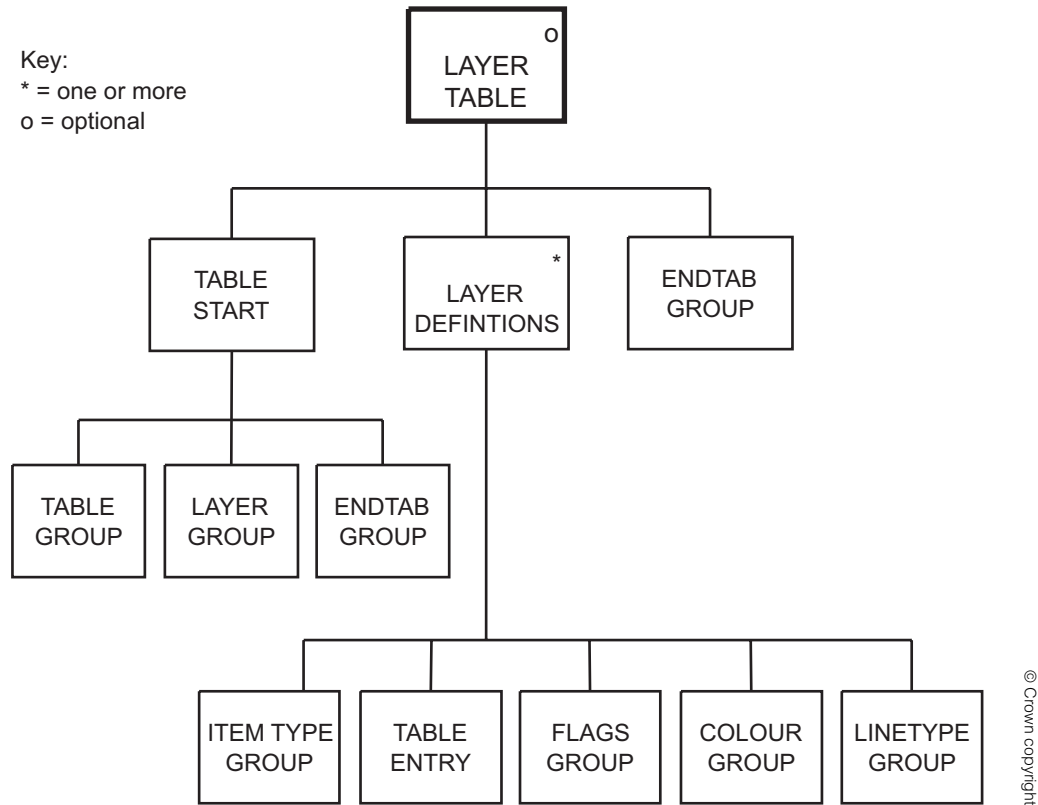 Key:
* = one or more
o = optional
o
LAYER
TABLE
TABLE
START
*
LAYER
DEFINTIONS
ENDTAB
GROUP
TABLE
GROUP
LAYER
GROUP
ENDTAB
GROUP
ITEM TYPE
GROUP
TABLE
ENTRY
FLAGS
GROUP
COLOUR
GROUP
LINETYPE
GROUP
© Crown copyright